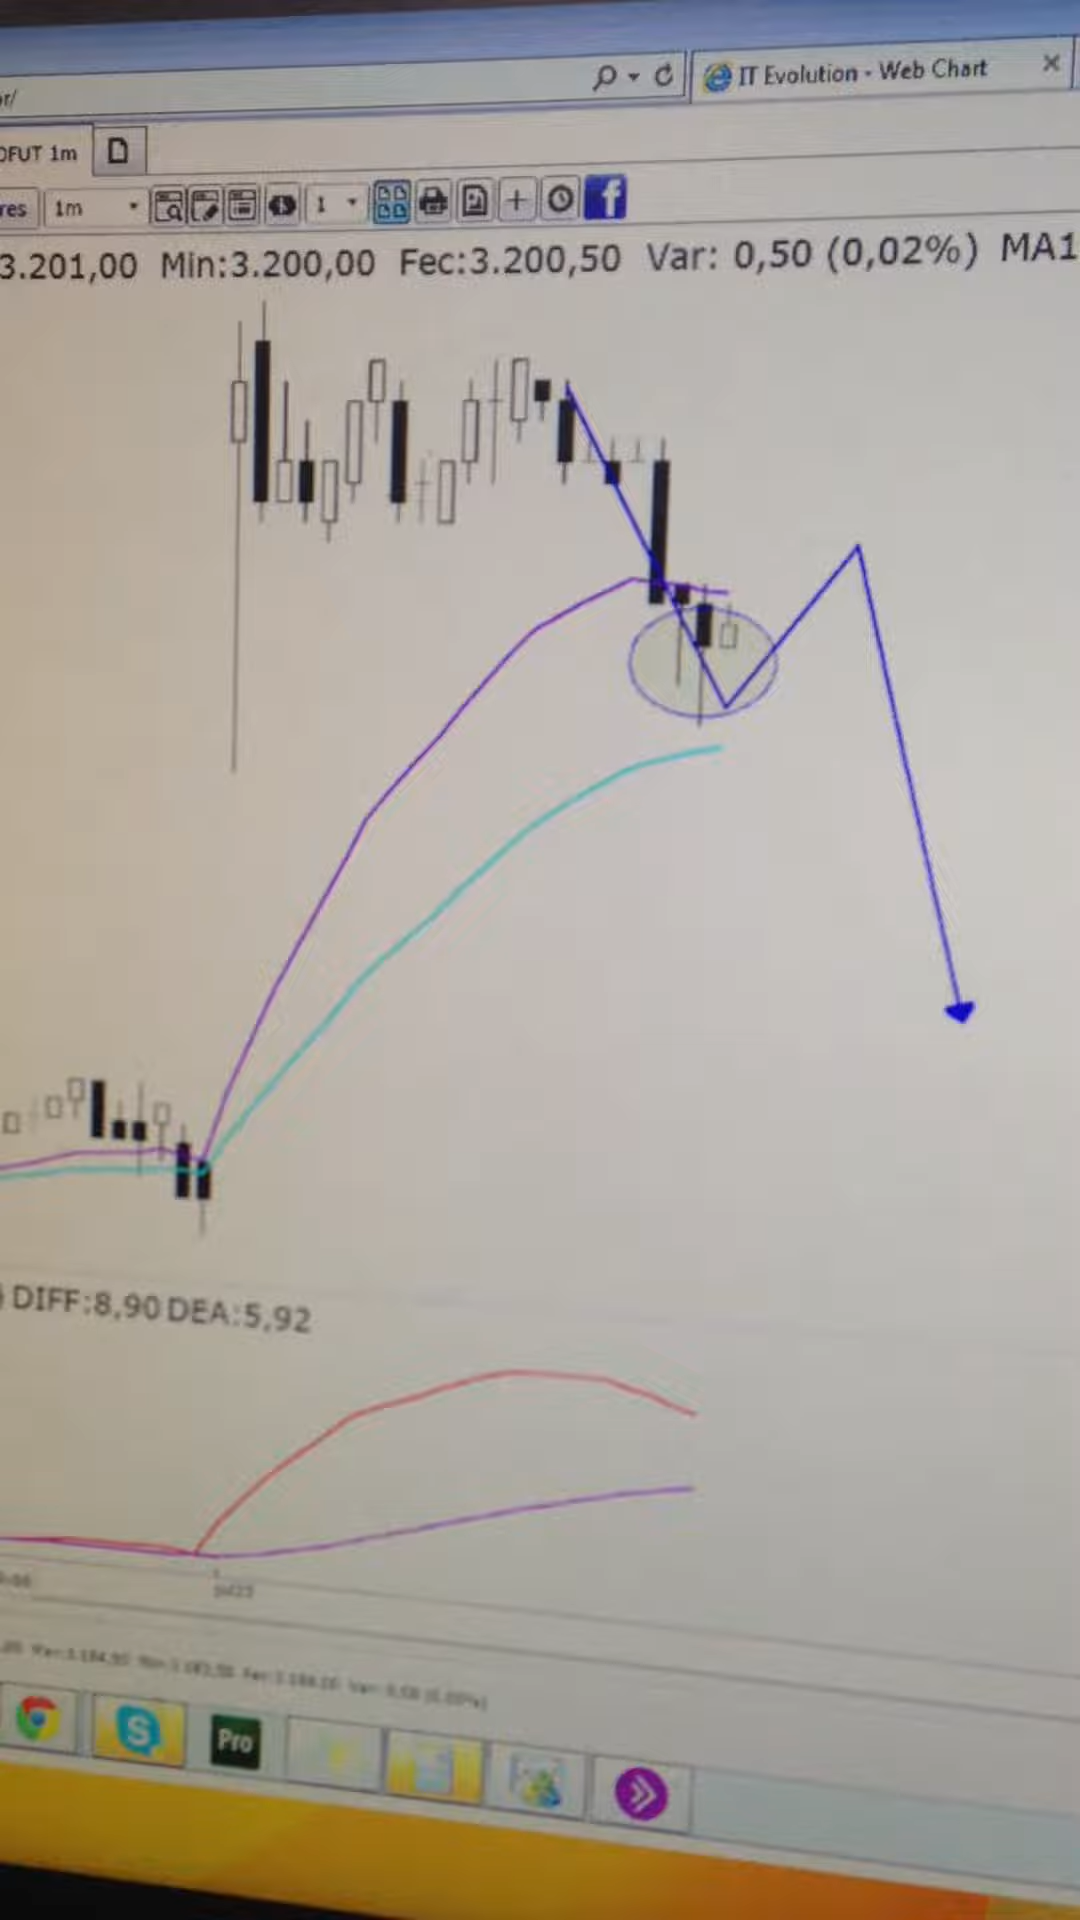 r/
IT Evolution - Web Chart
OFUT 1m
res 1m 1
3.201,00 Min:3.200,00 Fec:3.200,50 Var: 0,50 (0,02%) MA1
DIFF:8,90 DEA:5,92
Pro